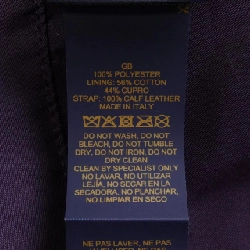 GB
100% POLYESTER
LINING: 56% COTTON
44% CUPRO
STRAP: 100% CALF LEATHER
MADE IN ITALY
DO NOT WASH, DO NOT
BLEACH, DO NOT TUMBLE
DRY, DO NOT IRON, DO NOT
DRY CLEAN
CLEAN BY SPECIALIST ONLY
NO LAVAR, NO UTILIZAR
LEJÍA, NO SECAR EN LA
SECADORA, NO PLANCHAR,
NO LIMPIAR EN SECO
NE PAS LAVER, NE PAS